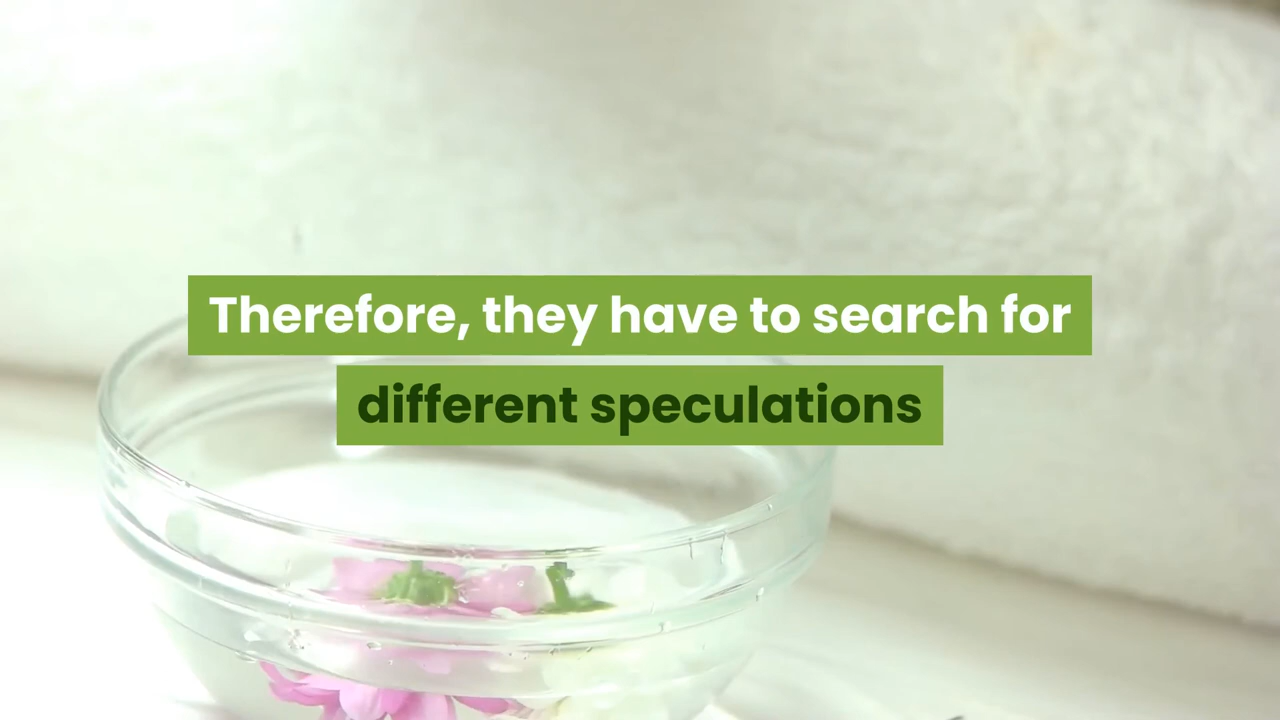 Therefore, they have to search for
different speculations